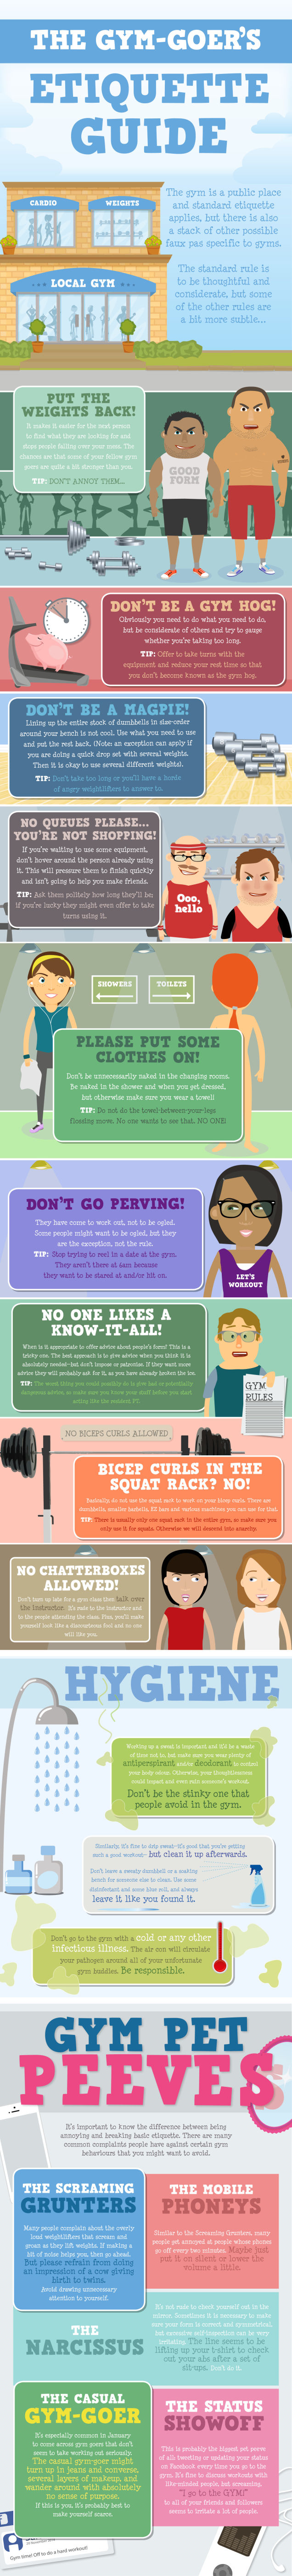 THE GYM-GOER'S
ETIQUETTE
GUIDE
The gym is a public place
and standard etiquette
applies, but there is also
a stack of other possible
faux pas specific to gyms.
The standard rule is
to be thoughtful and
considerate, but some
of the other rules are
a bit more subtle...
CARDIO
WEIGHTS
LOCAL GYM
PUT THE
WEIGHTS BACK!
It makes it easier for the next person
to find what they are looking for and
stops people falling over your mess. The
chances are that some of your fellow gym
goers are quite a bit stronger than you.
TIP: DON'T ANNOY THEM...
GOOD
FORM
DON'T BE A GYM HOG!
Obviously you need to do what you need to do,
but be considerate of others and try to gauge
whether you're taking too long.
TIP: Offer to take turns with the
equipment and reduce your rest time so that
you don't become known as the gym hog.
DON'T BE A MAGPIE!
Lining up the entire stock of dumbbells in size-order
around your bench is not cool. Use what you need to use
and put the rest back. (Note: an exception can apply if
you are doing a quick drop set with several weights.
Then it is okay to use several different weights).
TIP: Don't take too long or you'll have a horde
of angry weightlifters to answer to.
NO QUEUES PLEASE...
YOU'RE NOT SHOPPING!
If you're waiting to use some equipment,
don't hover around the person already using
it. This will pressure them to finish quickly
and isn't going to help you make friends.
TIP: Ask them politely how long they'll be;
if you're lucky they might even offer to take
turns using it.
Ooo,
hello
SHOWERS
TOILETS
PLEASE PUT SOME
CLOTHES ON!
Don't be unnecessarily naked in the changing rooms.
Be naked in the shower and when you get dressed,
but otherwise make sure you wear a towel!
TIP: Do not do the towel-between-your-legs
flossing move. No one wants to see that. NO ONE!
DON'T GO PERVING!
They have come to work out, not to be ogled.
Some people might want to be ogled, but they
are the exception, not the rule.
TIP: Stop trying to reel in a date at the gym.
They aren't there at 6am because
they want to be stared at and/or hit on.
LET'S
WORKOUT
NO ONE LIKES A
KNOW-IT-ALL!
When is it appropriate to offer advice about people's form? This is a
tricky one. The best approach is to give advice when you think it is
absolutely needed–but don't impose or patronise. If they want more
advice they will probably ask for it, as you have already broken the ice.
TIP: The worst thing you could possibly do is give bad or potentially
dangerous advice, so make sure you know your stuff before you start
acting like the resident PT.
GYM
RULES
NO BICEPS CURLS ALLOWED
BICEP CURLS IN THE
SQUAT RACK? NO!
Basically, do not use the squat rack to work on your bicep curls. There are
dumbbells, smaller barbells, EZ bars and various machines you can use for that.
TIP: There is usually only one squat rack in the entire gym, so make sure you
only use it for squats. Otherwise we will descend into anarchy.
NO CHATTERBOXES
ALLOWED!
Don't turn up late for a gym class then talk over
the instructor. It's rude to the instructor and
to the people attending the class. Plus, you'll make
yourself look like a discourteous fool and no one
will like you.
HYGIENE
Working up a sweat is important and it'd be a waste
of time not to, but make sure you wear plenty of
antiperspirant and/or deodorant to control
your body odour. Otherwise, your thoughtlessness
could impact and even ruin someone's workout.
Don't be the stinky one that
people avoid in the gym.
Similarly, it's fine to drip sweat–it's good that you're getting
such a good workout– but clean it up afterwards.
Don't leave a sweaty dumbbell or a soaking
bench for someone else to clean. Use some
disinfectant and some blue roll, and always
leave it like you found it.
Don't go to the gym with a cold or any other
infectious illness. The air con will circulate
your pathogen around all of your unfortunate
gym buddies. Be responsible.
GYM PET
PEEVES
It's important to know the difference between being
annoying and breaking basic etiquette. There are many
common complaints people have against certain gym
behaviours that you might want to avoid.
THE SCREAMING
GRUNTERS
Many people complain about the overly
loud weightlifters that scream and
groan as they lift weights. If making a
bit of noise helps you, then go ahead.
But please refrain from doing
an impression of a cow giving
birth to twins.
Avoid drawing unnecessary
attention to yourself.
THE MOBILE
PHONEYS
Similar to the Screaming Grunters, many
people get annoyed at people whose phones
go off every two minutes. Maybe just
put it on silent or lower the
volume a little.
THE
NARCISSUS
It's not rude to check yourself out in the
mirror. Sometimes it is necessary to make
sure your form is correct and symmetrical,
but excessive self-inspection can be very
irritating. The line seems to be
lifting up your t-shirt to check
out your abs after a set of
sit-ups. Don't do it.
THE CASUAL
GYM-GOER
It's especially common in January
to come across gym goers that don't
seem to take working out seriously.
The casual gym-goer might
turn up in jeans and converse,
several layers of makeup, and
wander around with absolutely
no sense of purpose.
If this is you, it's probably best to
make yourself scarce.
THE STATUS
SHOWOFF
This is probably the biggest pet peeve
of all: tweeting or updating your status
on Facebook every time you go to the
gym. It's fine to discuss workouts with
like-minded people, but screaming,
"I go to the GYM!"
to all of your friends and followers
seems to irritate a lot of people.
Gym time! Off to do a hard workout!